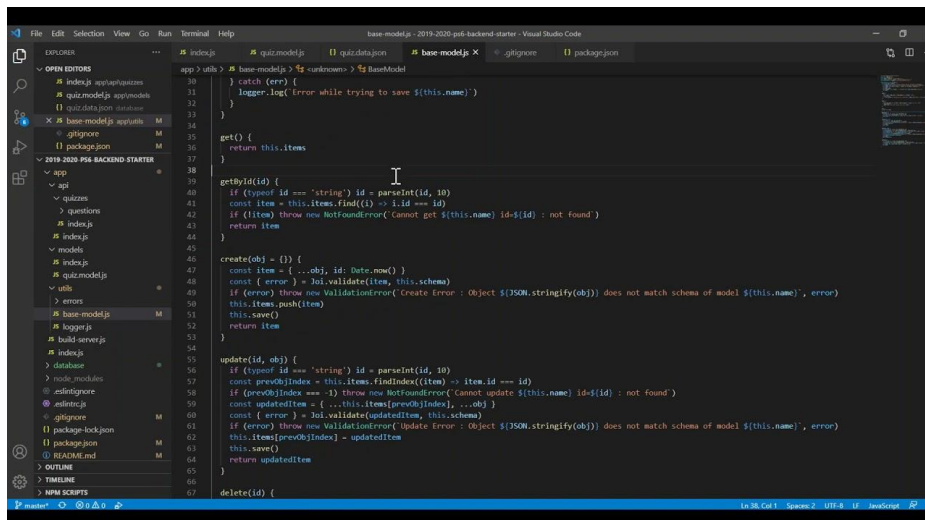 File Edit Selection View Go Run Terminal Help
base-model.js - 2019-2020-ps6-backend-starter - Visual Studio Code
EXPLORER
index.js
quiz.model.js
quiz.data.json
base-model.js
.gitignore
package.json
OPEN EDITORS
index.js app\api\quizzes
quiz.model.js app\models
quiz.data.json database
base-model.js app\utils M
.gitignore M
package.json M
2019-2020-PS6-BACKEND-STARTER
app
api
quizzes
questions
index.js
index.js
models
index.js
quiz.model.js
utils
errors
base-model.js M
logger.js
build-server.js
index.js
database
node_modules
.eslintignore
.eslintrc.js
.gitignore M
package-lock.json
package.json M
README.md M
OUTLINE
TIMELINE
NPM SCRIPTS
app > utils > JS base-model.js > <unknown> > BaseModel
30 } catch (err) {
31 logger.log(`Error while trying to save ${this.name}`)
32 }
33 }
34
35 get() {
36 return this.items
37 }
38
39 getById(id) {
40 if (typeof id === 'string') id = parseInt(id, 10)
41 const item = this.items.find((i) => i.id === id)
42 if (!item) throw new NotFoundError(`Cannot get ${this.name} id=${id} : not found`)
43 return item
44 }
45
46 create(obj = {}) {
47 const item = { ...obj, id: Date.now() }
48 const { error } = Joi.validate(item, this.schema)
49 if (error) throw new ValidationError(`Create Error : Object ${JSON.stringify(obj)} does not match schema of model ${this.name}`, error)
50 this.items.push(item)
51 this.save()
52 return item
53 }
54
55 update(id, obj) {
56 if (typeof id === 'string') id = parseInt(id, 10)
57 const prevObjIndex = this.items.findIndex((item) => item.id === id)
58 if (prevObjIndex === -1) throw new NotFoundError(`Cannot update ${this.name} id=${id} : not found`)
59 const updatedItem = { ...this.items[prevObjIndex], ...obj }
60 const { error } = Joi.validate(updatedItem, this.schema)
61 if (error) throw new ValidationError(`Update Error : Object ${JSON.stringify(obj)} does not match schema of model ${this.name}`, error)
62 this.items[prevObjIndex] = updatedItem
63 this.save()
64 return updatedItem
65 }
66
67 delete(id) {
master* 0 0 Ln 38, Col 1 Spaces: 2 UTF-8 LF JavaScript